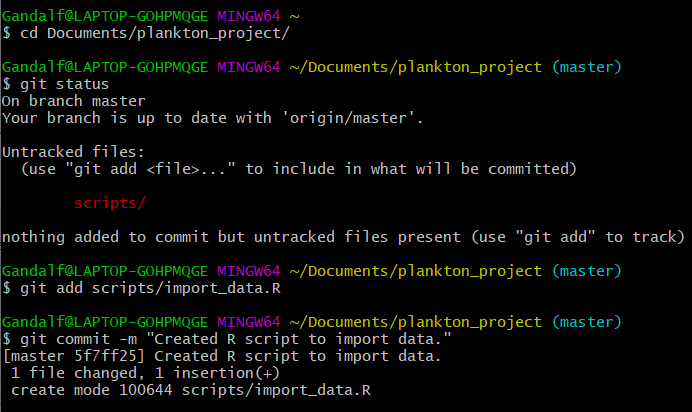 Gandalf@LAPTOP-GOHPMQGE MINGW64 ~
$ cd Documents/plankton_project/
Gandalf@LAPTOP-GOHPMQGE MINGW64 ~/Documents/plankton_project (master)
$ git status
On branch master
Your branch is up to date with 'origin/master'.
Untracked files:
  (use "git add <file>..." to include in what will be committed)
        scripts/
nothing added to commit but untracked files present (use "git add" to track)
Gandalf@LAPTOP-GOHPMQGE MINGW64 ~/Documents/plankton_project (master)
$ git add scripts/import_data.R
Gandalf@LAPTOP-GOHPMQGE MINGW64 ~/Documents/plankton_project (master)
$ git commit -m "Created R script to import data."
[master 5f7ff25] Created R script to import data.
 1 file changed, 1 insertion(+)
 create mode 100644 scripts/import_data.R